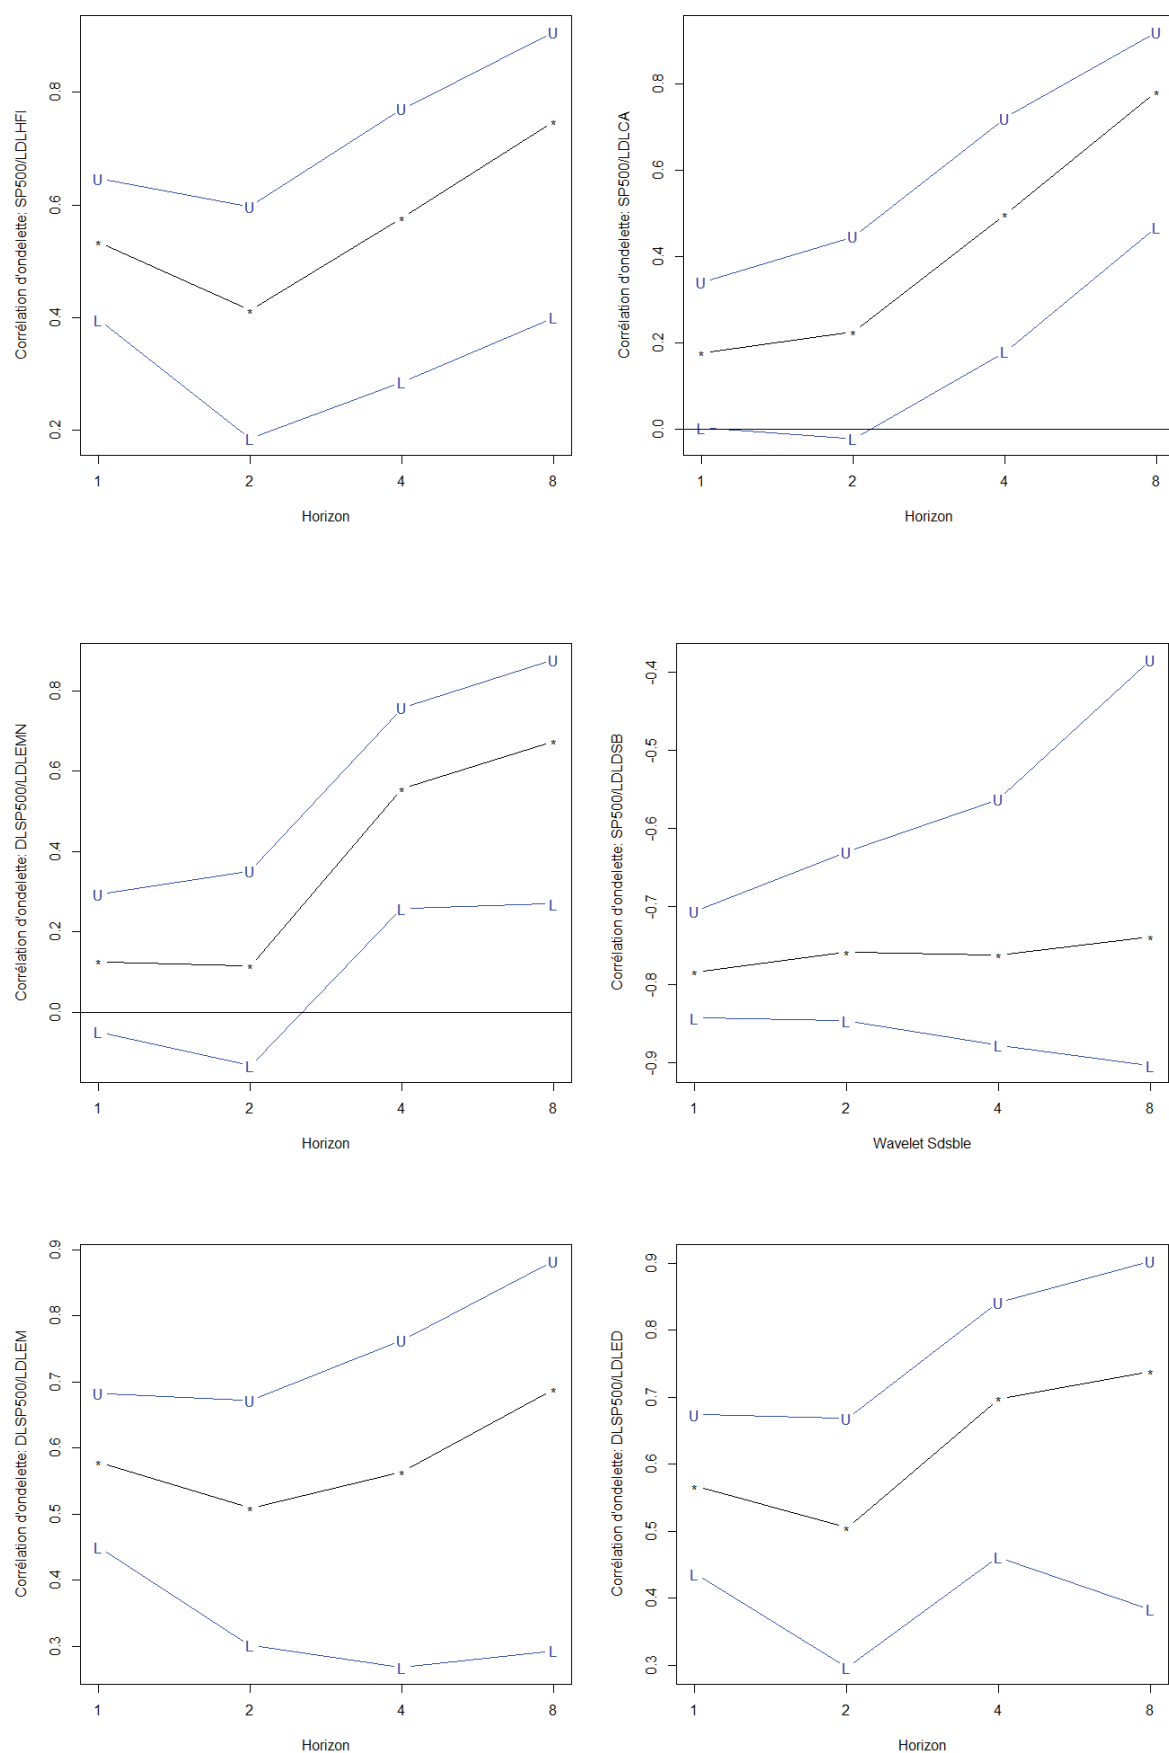 Corrélation d'ondelette: SP500/LDLHFI
0.8
0.6
0.4
0.2
U U U U
* * * *
L L L L
1 2 4 8
Horizon
Corrélation d'ondelette: SP500/LDLCA
0.8
0.6
0.4
0.2
0.0
U U U U
* * * *
L L L L
1 2 4 8
Horizon
Corrélation d'ondelette: DLSP500/LDLEMN
0.8
0.6
0.4
0.2
0.0
U U U U
* * * *
L L L L
1 2 4 8
Horizon
Corrélation d'ondelette: SP500/LDLDSB
-0.4
-0.5
-0.6
-0.7
-0.8
-0.9
U U U U
* * * *
L L L L
1 2 4 8
Wavelet Sdsble
Corrélation d'ondelette: DLSP500/LDLEM
0.9
0.8
0.7
0.6
0.5
0.4
0.3
U U U U
* * * *
L L L L
1 2 4 8
Horizon
Corrélation d'ondelette: DLSP500/LDLED
0.9
0.8
0.7
0.6
0.5
0.4
0.3
U U U U
* * * *
L L L L
1 2 4 8
Horizon